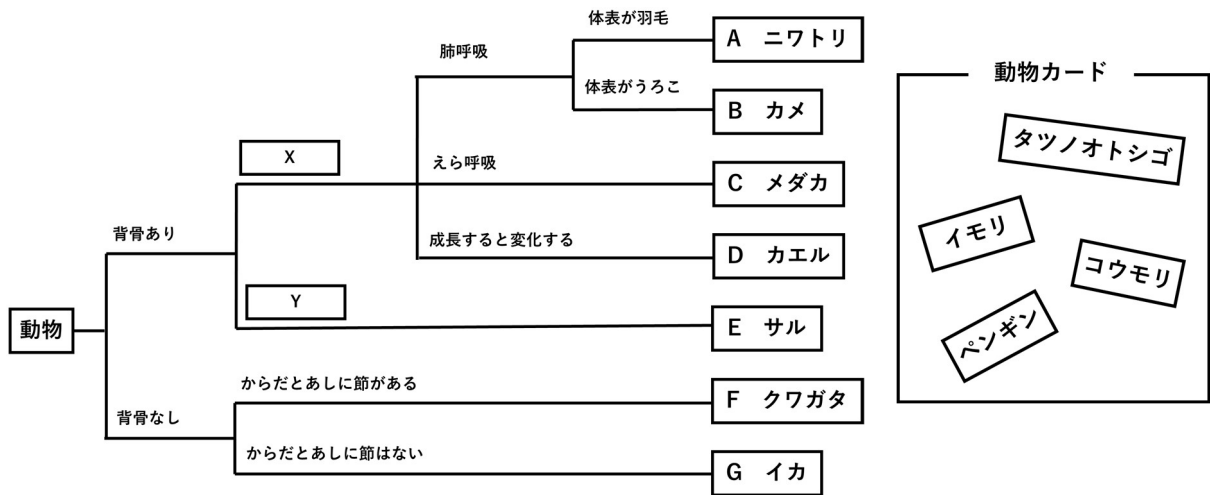 体表が羽毛
A ニワトリ
肺呼吸
動物カード
体表がうろこ
B カメ
タツノオトシゴ
X
えら呼吸
C メダカ
イモリ
背骨あり
成長すると変化する
D カエル
コウモリ
Y
動物
E サル
ペンギン
からだとあしに節がある
F クワガタ
背骨なし
からだとあしに節はない
G イカ